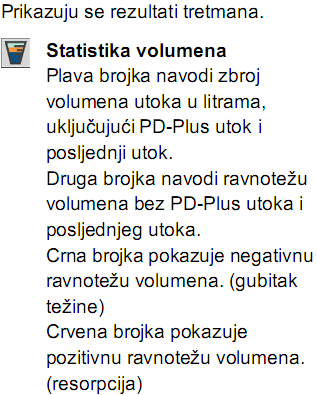 Prikazuju se rezultati tretmana.
Statistika volumena
Plava brojka navodi zbroj
volumena utoka u litrama,
uključujući PD-Plus utok i
posljednji utok.
Druga brojka navodi ravnotežu
volumena bez PD-Plus utoka i
posljednjeg utoka.
Crna brojka pokazuje negativnu
ravnotežu volumena. (gubitak
težine)
Crvena brojka pokazuje
pozitivnu ravnotežu volumena.
(resorpcija)